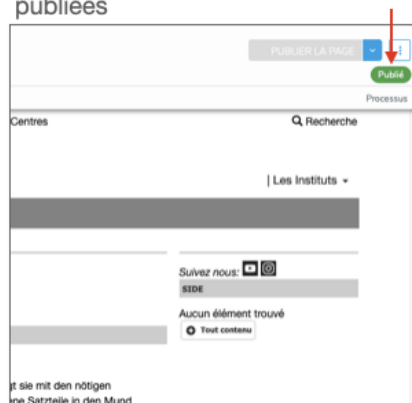 publiées
PUBLIER LA PAGE
Publié
Processus
Centres
Recherche
| Les Instituts
Suivez nous:
SIDE
Aucun élément trouvé
Tout contenu
gt sie mit den nötigen
ene Satzteile in den Mund